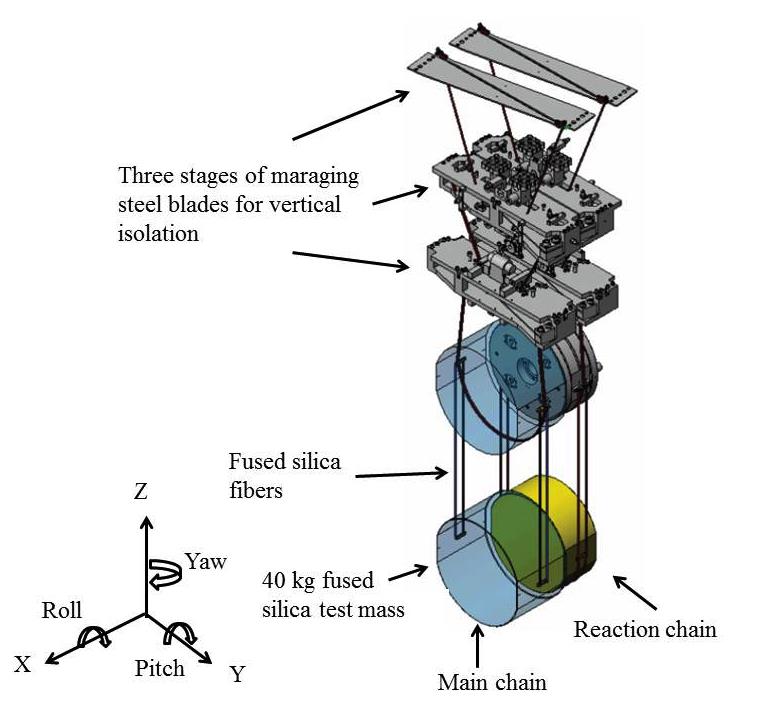 Three stages of maraging
steel blades for vertical
isolation
Fused silica
fibers
Z
Yaw
40 kg fused
silica test mass
Roll
Reaction chain
X
Pitch
Y
Main chain